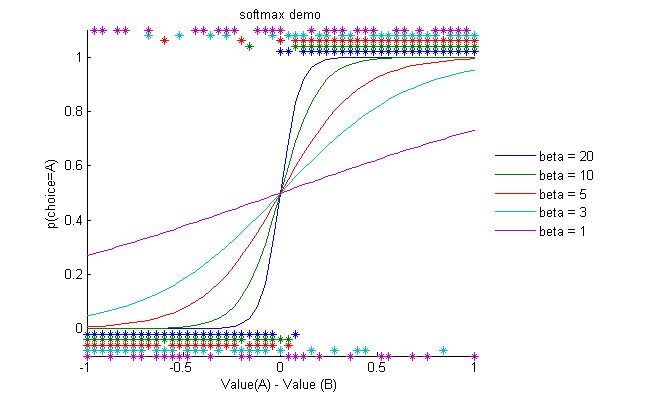 softmax demo
1
0.8
0.6
0.4
0.2
0
p(choice=A)
-1 -0.5 0 0.5 1
Value(A) - Value (B)
beta = 20
beta = 10
beta = 5
beta = 3
beta = 1